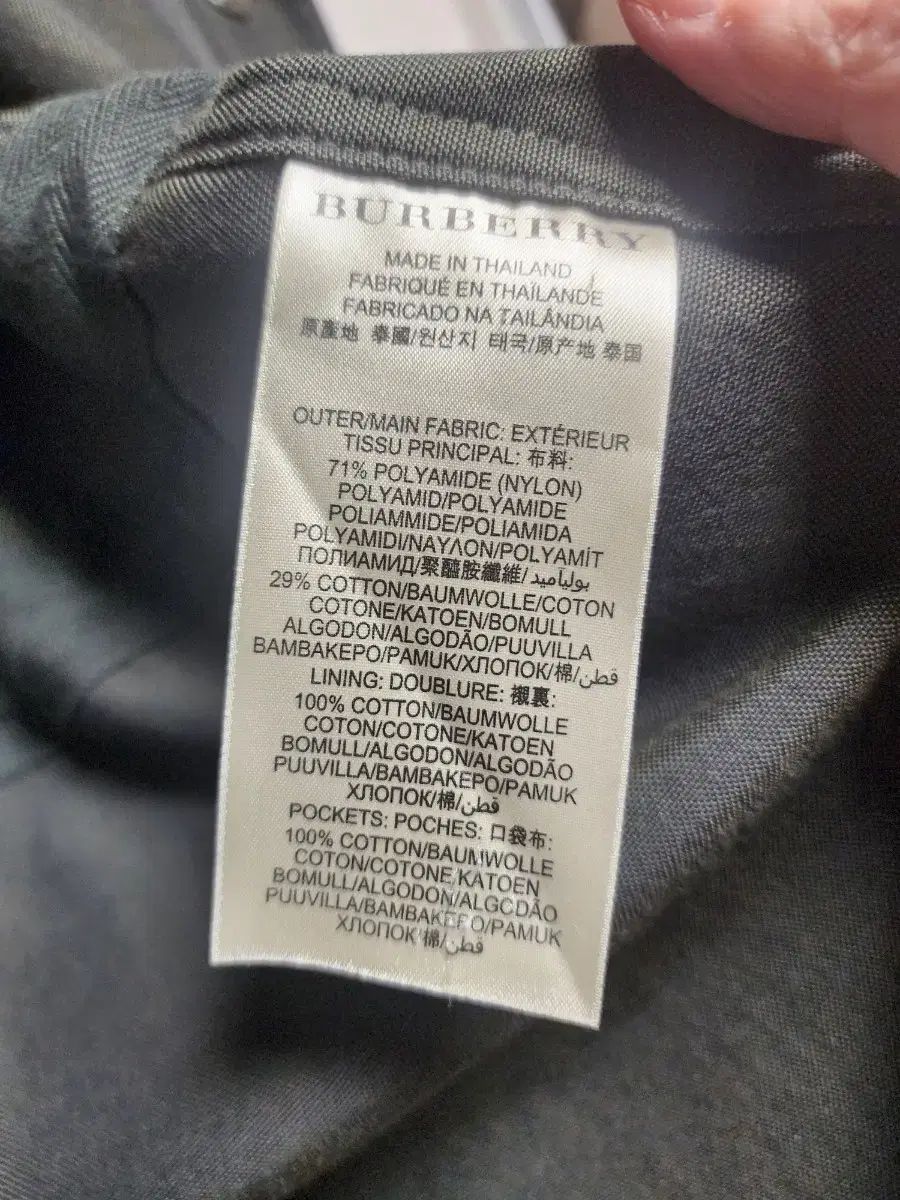 BURBERRY
MADE IN THAILAND
FABRIQUÉ EN THAÏLANDE
FABRICADO NA TAILÂNDIA
原產地 泰國/원산지 태국/原产地 泰国
OUTER/MAIN FABRIC: EXTÉRIEUR
TISSU PRINCIPAL: 布料:
71% POLYAMIDE (NYLON)
POLYAMID/POLYAMIDE
POLIAMMIDE/POLIAMIDA
POLYAMIDI/ΝΑΥΛΟΝ/POLYAMİT
ПОЛИАМИД/聚醯胺纖維/بولياميد
29% COTTON/BAUMWOLLE/COTON
COTONE/KATOEN/BOMULL
ALGODON/ALGODÃO/PUUVILLA
ΒΑΜΒΑΚΕΡΟ/PAMUK/ХЛОПОК/棉/قطن
LINING: DOUBLURE: 襯裏:
100% COTTON/BAUMWOLLE
COTON/COTONE/KATOEN
BOMULL/ALGODON/ALGODÃO
PUUVILLA/ΒΑΜΒΑΚΕΡΟ/PAMUK
ХЛОПОК/棉/قطن
POCKETS: POCHES: 口袋布:
100% COTTON/BAUMWOLLE
COTON/COTONE/KATOEN
BOMULL/ALGODON/ALGODÃO
PUUVILLA/ΒΑΜΒΑΚΕΡΟ/PAMUK
ХЛОПОК/棉/قطن